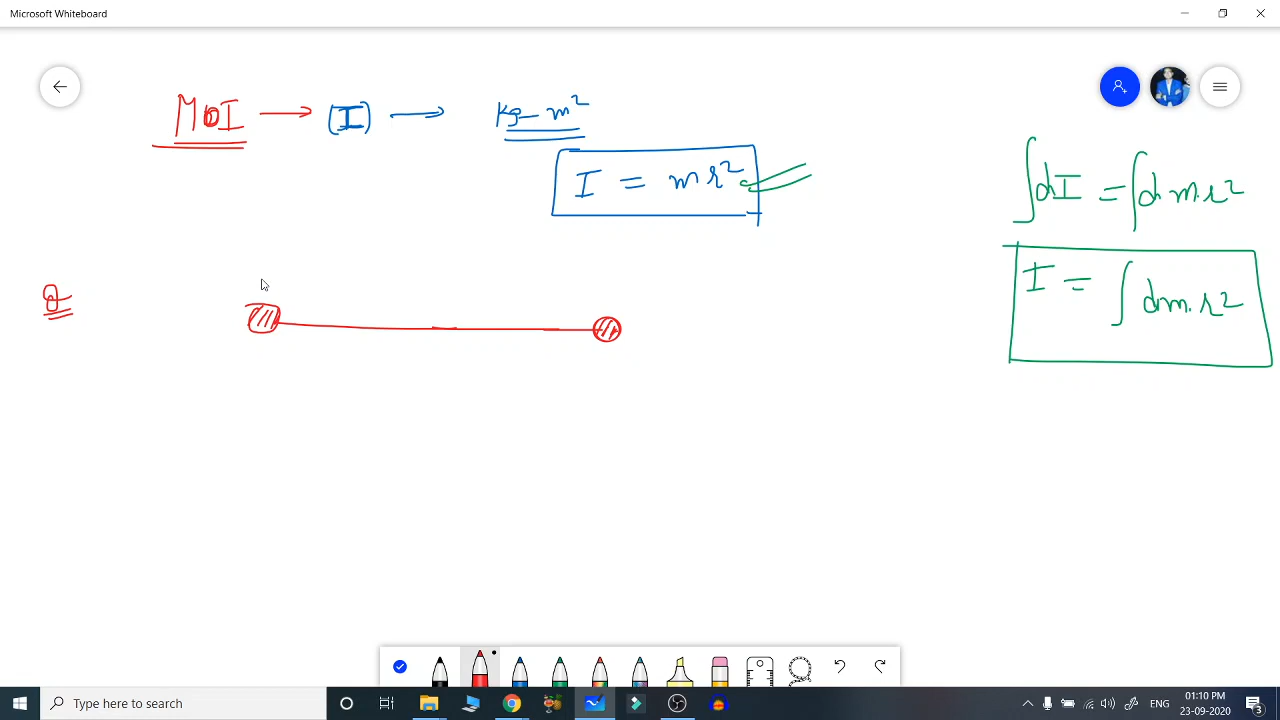 Microsoft Whiteboard
MOI → (I) → kg-m²
I = mr²
∫dI = ∫dm.r²
I = ∫dm.r²
Q
Type here to search
ENG
01:10 PM
23-09-2020
3